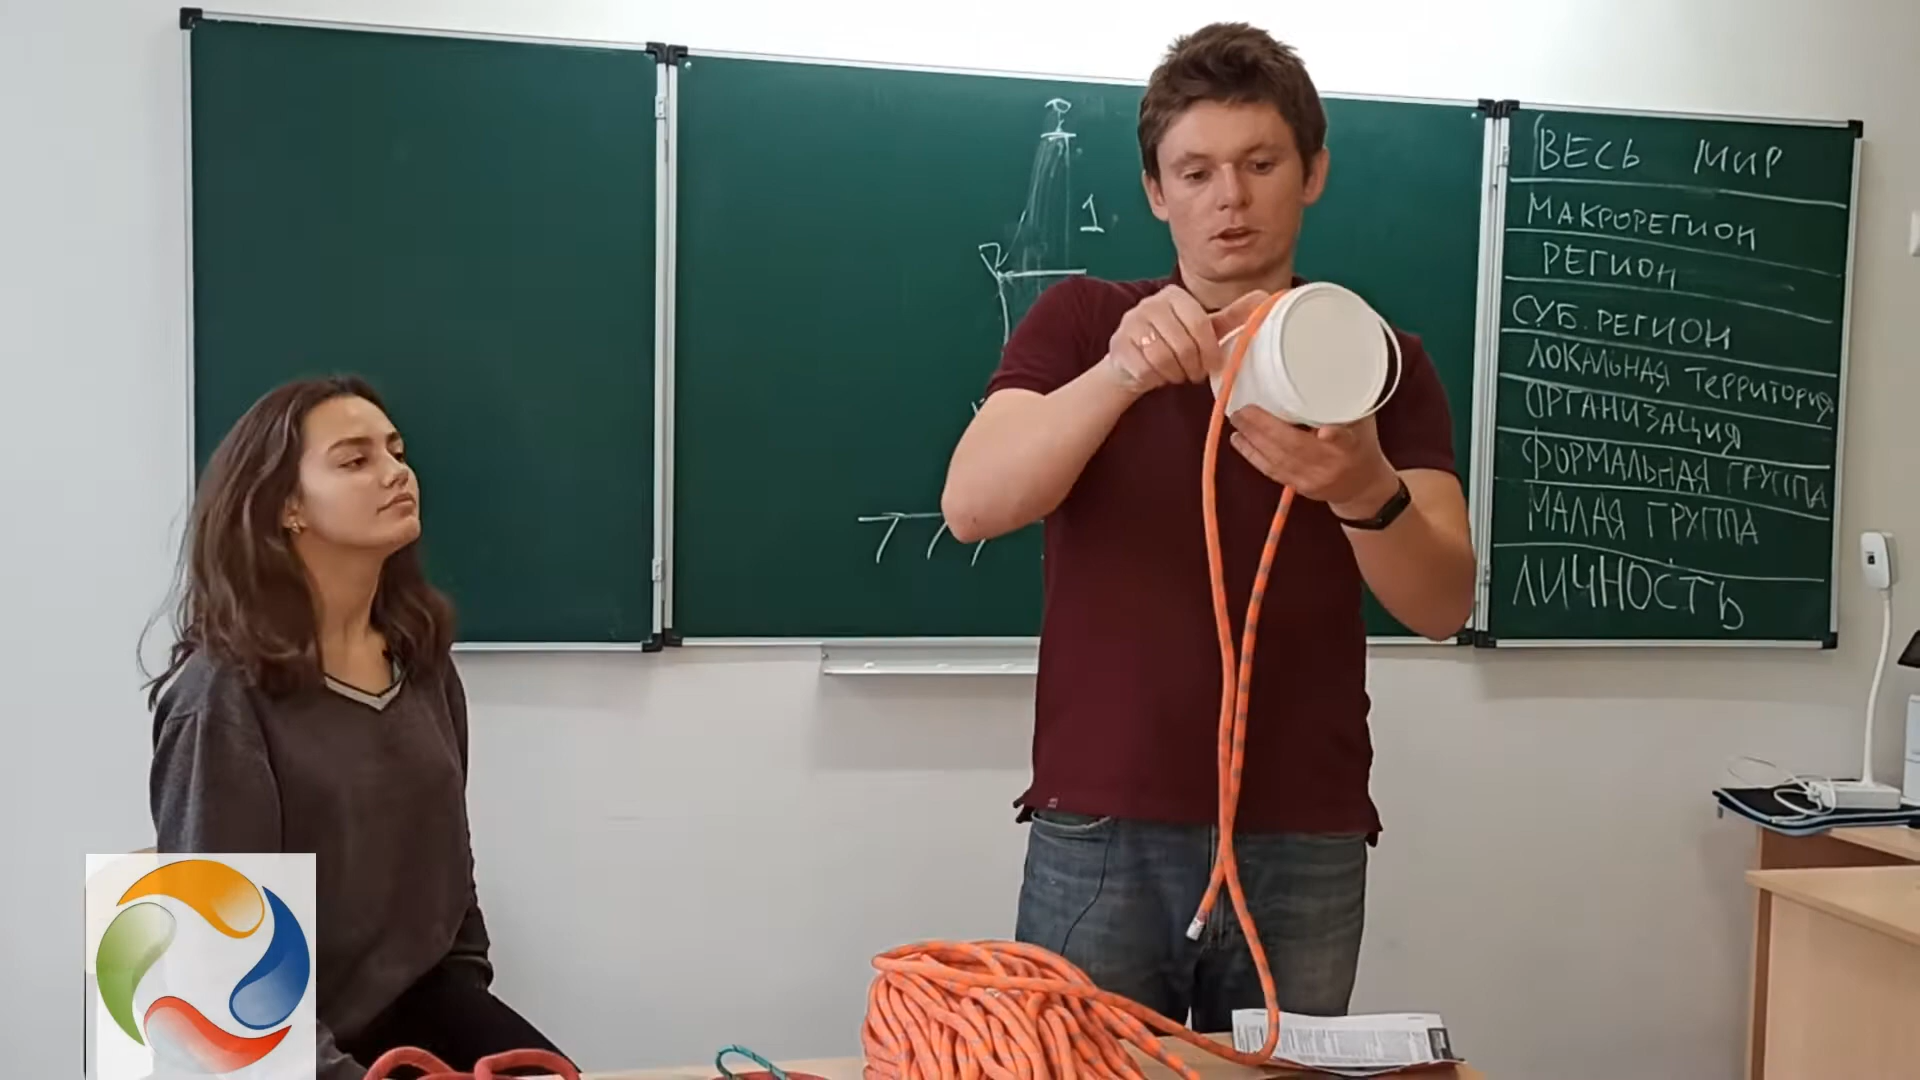 1
ВЕСЬ МИР
МАКРОРЕГИОН
РЕГИОН
СУБ. РЕГИОН
ЛОКАЛЬНАЯ ТЕРРИТОРИЯ
ОРГАНИЗАЦИЯ
ФОРМАЛЬНАЯ ГРУППА
МАЛАЯ ГРУППА
ЛИЧНОСТЬ